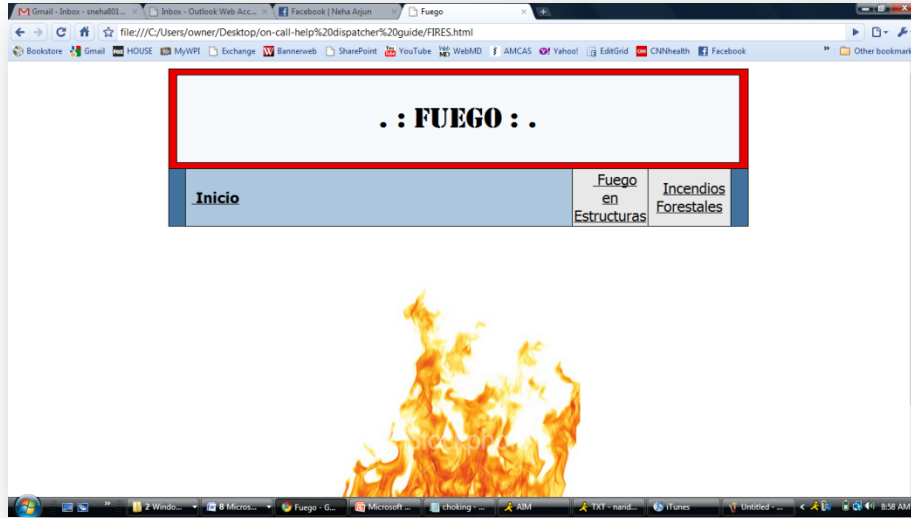 Gmail - Inbox - sneha801... Inbox - Outlook Web Acc... Facebook | Neha Arjun Fuego
file:///C:/Users/owner/Desktop/on-call-help%20dispatcher%20guide/FIRES.html
Bookstore Gmail HOUSE MyWPI Exchange Bannerweb SharePoint YouTube WebMD AMCAS Yahoo! EditGrid CNNhealth Facebook » Other bookmark
. : FUEGO : .
Inicio
Fuego
en
Estructuras
Incendios
Forestales
2 Windo... 8 Micros... Fuego - G... Microsoft ... choking - ... AIM TXT - narid... iTunes Untitled - ... 8:58 AM